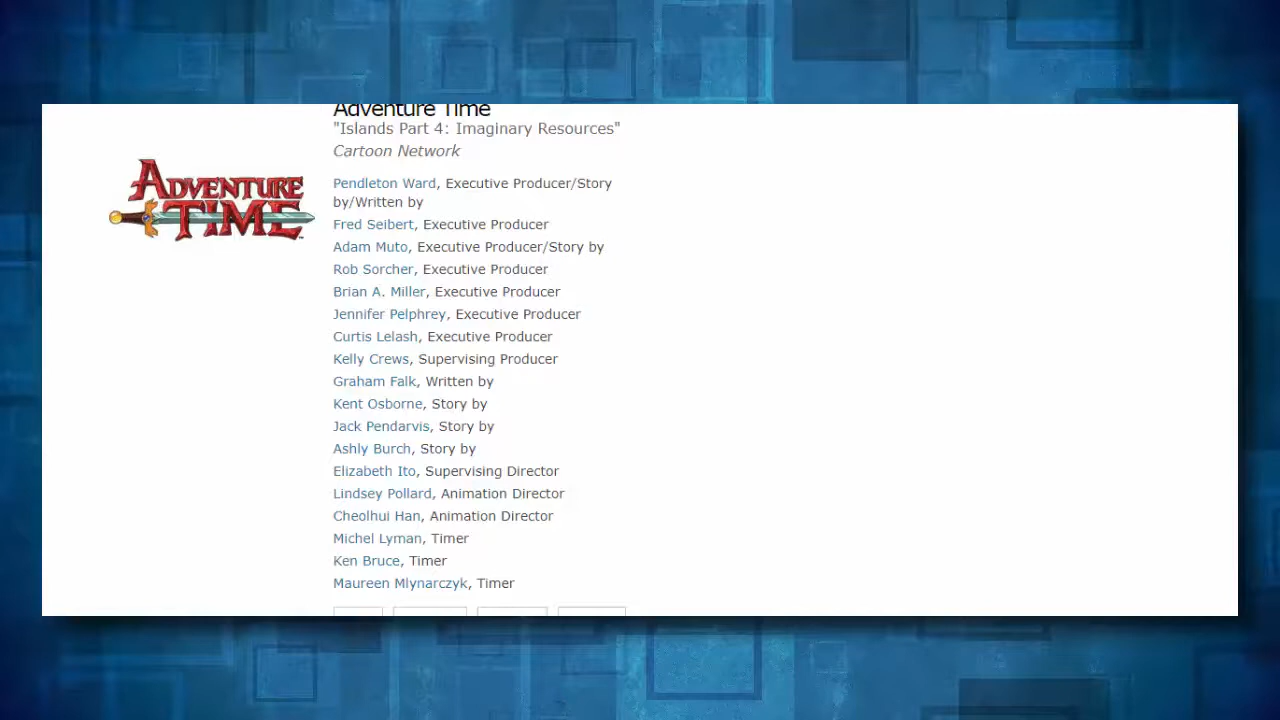 Adventure Time
"Islands Part 4: Imaginary Resources"
Cartoon Network
ADVENTURE
TIME
Pendleton Ward, Executive Producer/Story
by/Written by
Fred Seibert, Executive Producer
Adam Muto, Executive Producer/Story by
Rob Sorcher, Executive Producer
Brian A. Miller, Executive Producer
Jennifer Pelphrey, Executive Producer
Curtis Lelash, Executive Producer
Kelly Crews, Supervising Producer
Graham Falk, Written by
Kent Osborne, Story by
Jack Pendarvis, Story by
Ashly Burch, Story by
Elizabeth Ito, Supervising Director
Lindsey Pollard, Animation Director
Cheolhui Han, Animation Director
Michel Lyman, Timer
Ken Bruce, Timer
Maureen Mlynarczyk, Timer